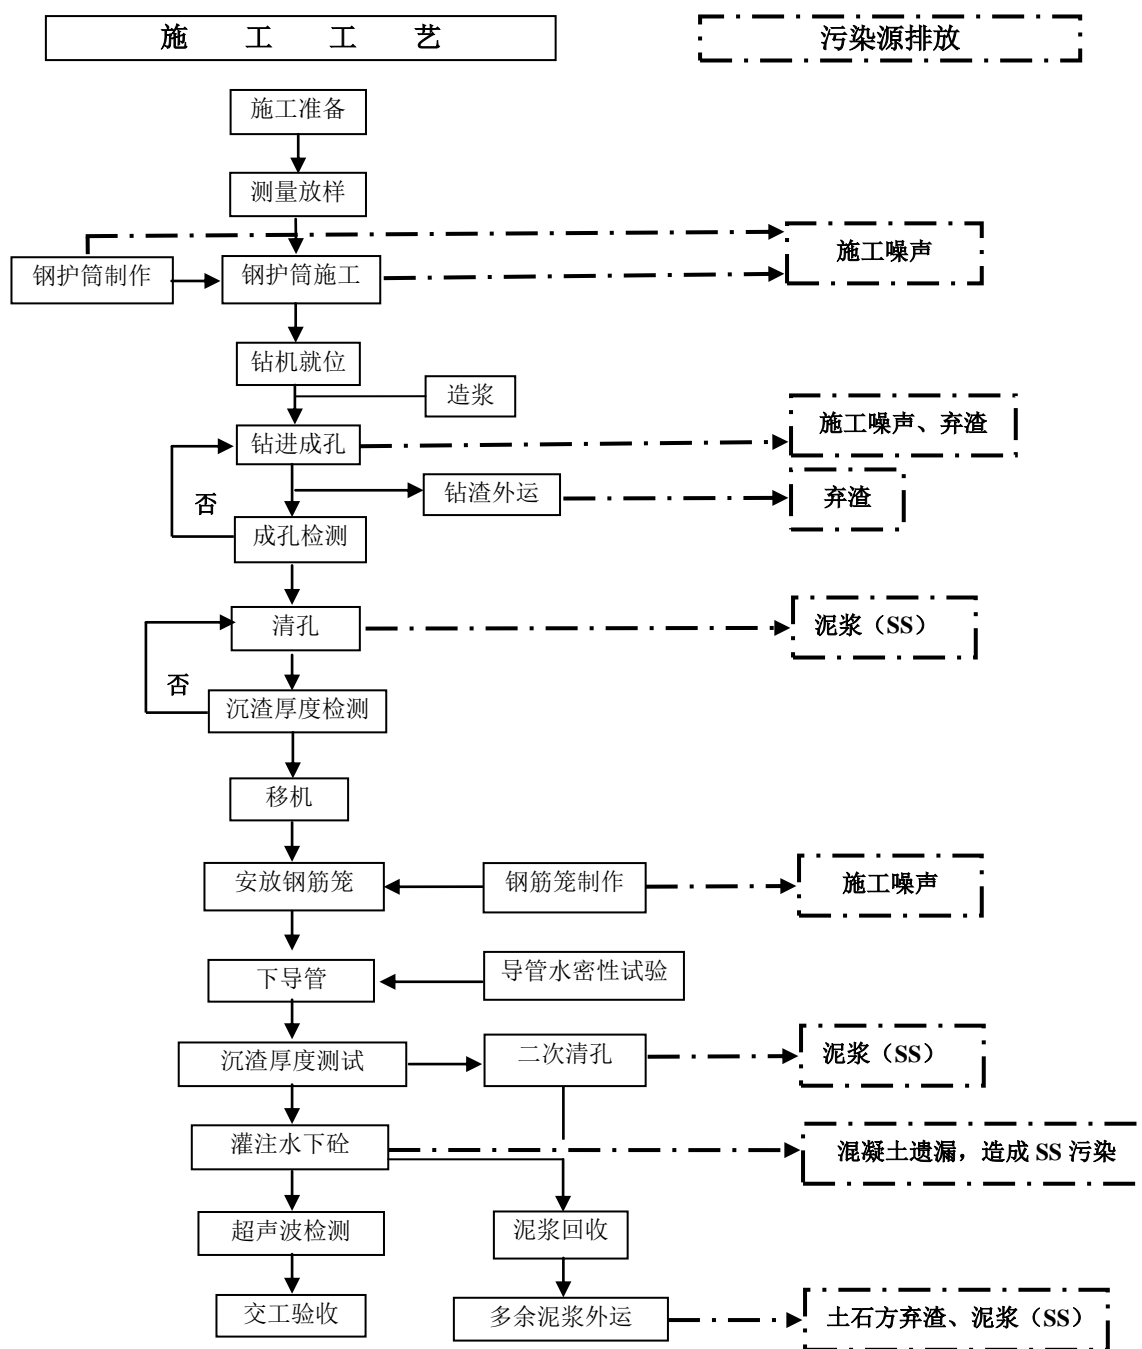 施 工 工 艺
污染源排放
施工准备
测量放样
施工噪声
钢护筒制作
钢护筒施工
钻机就位
造浆
施工噪声、弃渣
钻进成孔
钻渣外运
弃渣
否
成孔检测
清孔
泥浆（SS）
否
沉渣厚度检测
移机
安放钢筋笼
钢筋笼制作
施工噪声
下导管
导管水密性试验
沉渣厚度测试
二次清孔
泥浆（SS）
灌注水下砼
混凝土遗漏，造成 SS 污染
超声波检测
泥浆回收
交工验收
多余泥浆外运
土石方弃渣、泥浆（SS）